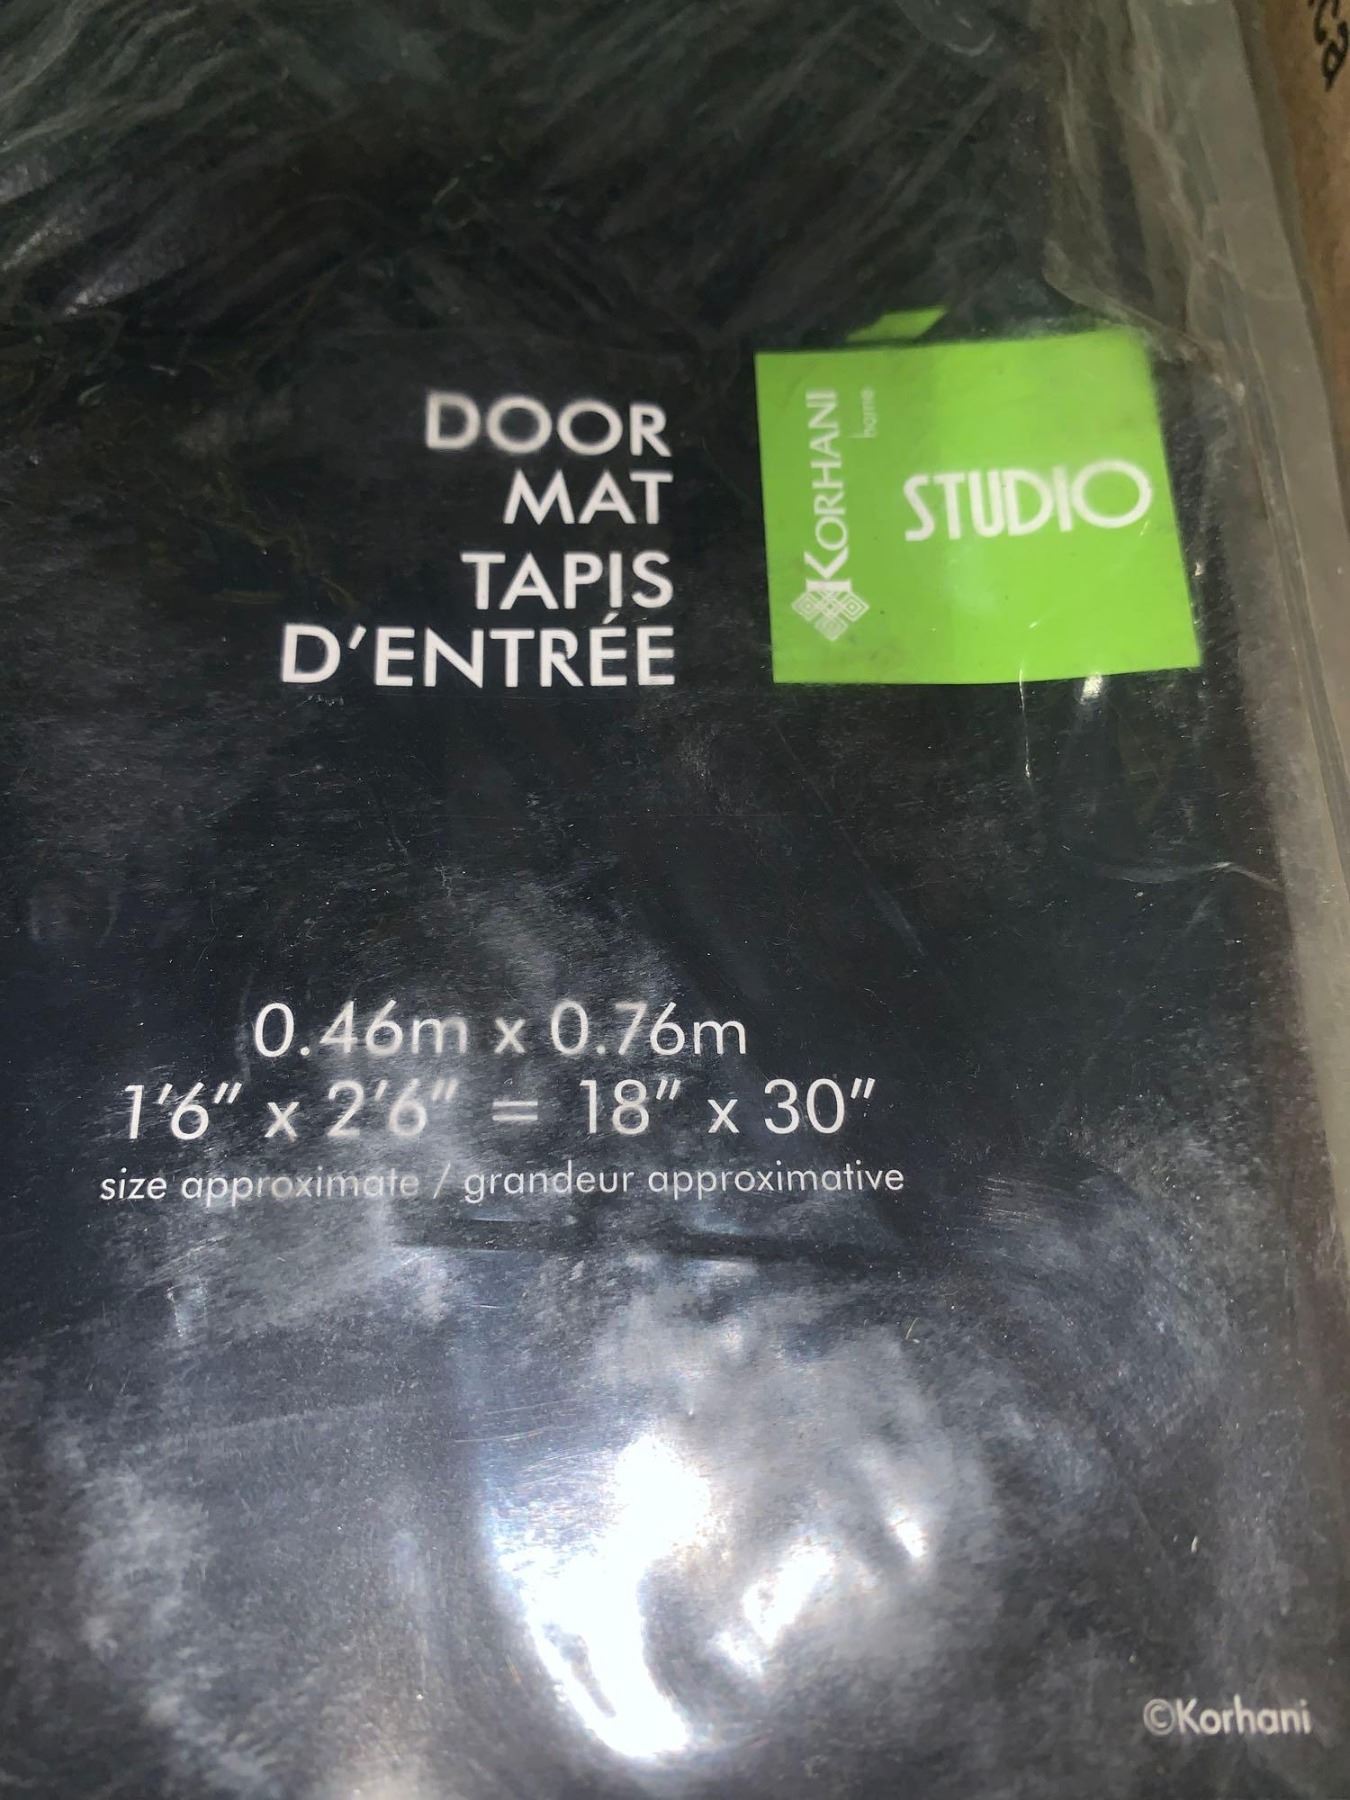 DOOR
MAT
TAPIS
D'ENTRÉE
KORHANI
home
STUDIO
0.46m x 0.76m
1'6" x 2'6" = 18" x 30"
size approximate / grandeur approximative
©Korhani